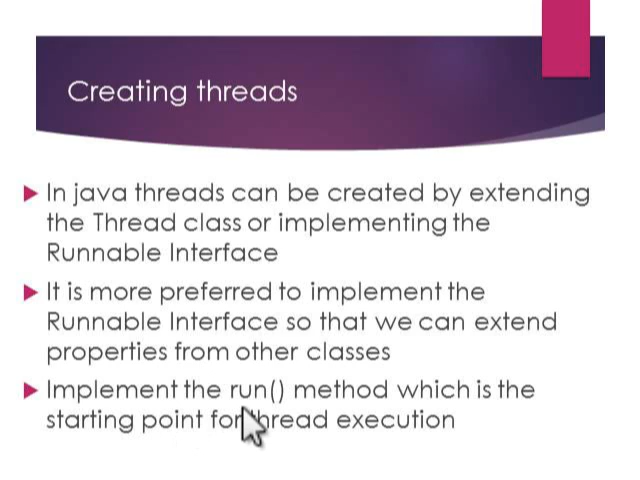 Creating threads
In java threads can be created by extending
the Thread class or implementing the
Runnable Interface
It is more preferred to implement the
Runnable Interface so that we can extend
properties from other classes
Implement the run() method which is the
starting point for thread execution